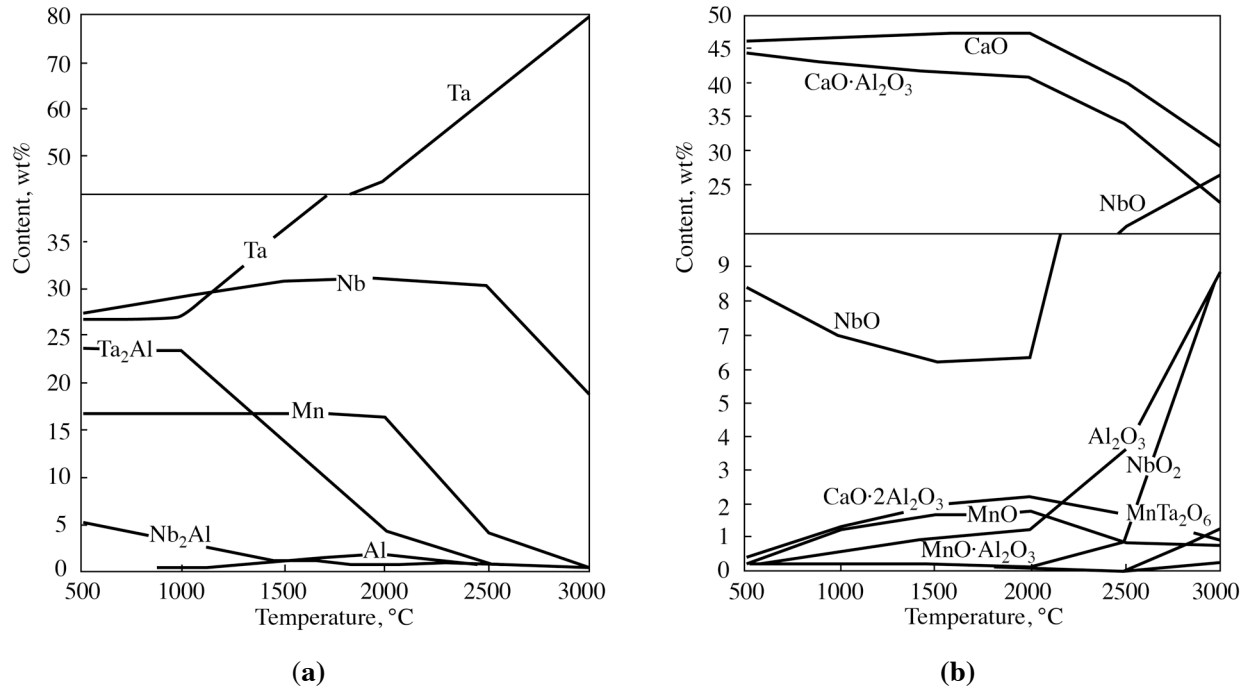 80
70
60
50
35
30
25
20
15
10
5
0
Content, wt%
Ta
Ta
Nb
Ta₂Al
Mn
Nb₂Al
Al
500 1000 1500 2000 2500 3000
Temperature, °C
(a)
50
45
40
35
30
25
9
8
7
6
5
4
3
2
1
0
Content, wt%
CaO
CaO·Al₂O₃
NbO
NbO
Al₂O₃
NbO₂
CaO·2Al₂O₃
MnTa₂O₆
MnO
MnO·Al₂O₃
500 1000 1500 2000 2500 3000
Temperature, °C
(b)